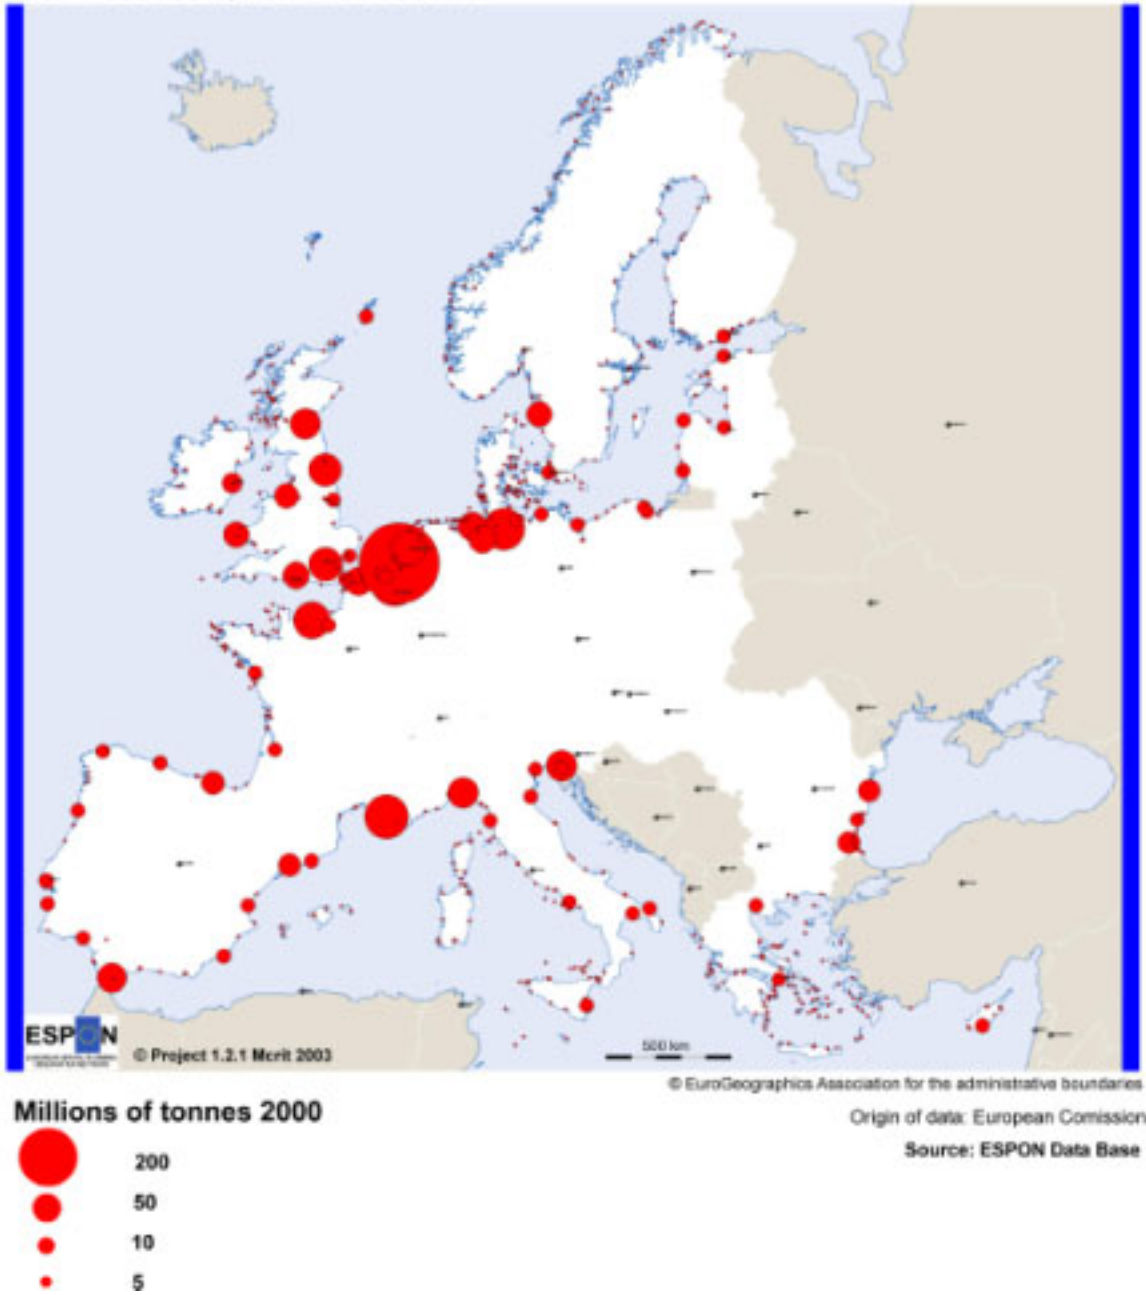 500 km
ESPON
© Project 1.2.1 Mcrit 2003
© EuroGeographics Association for the administrative boundaries
Millions of tonnes 2000
Origin of data: European Comission
Source: ESPON Data Base
200
50
10
5